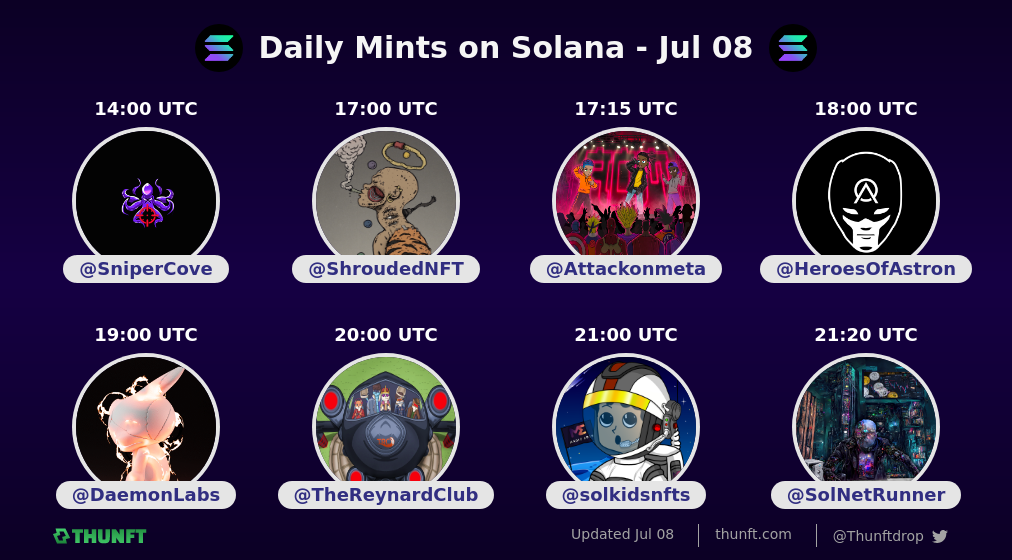 Daily Mints on Solana - Jul 08
14:00 UTC
17:00 UTC
17:15 UTC
18:00 UTC
@SniperCove
@ShroudedNFT
@Attackonmeta
@HeroesOfAstron
19:00 UTC
20:00 UTC
21:00 UTC
21:20 UTC
@DaemonLabs
@TheReynardClub
@solkidsnfts
@SolNetRunner
THUNFT
Updated Jul 08
thunft.com
@Thunftdrop